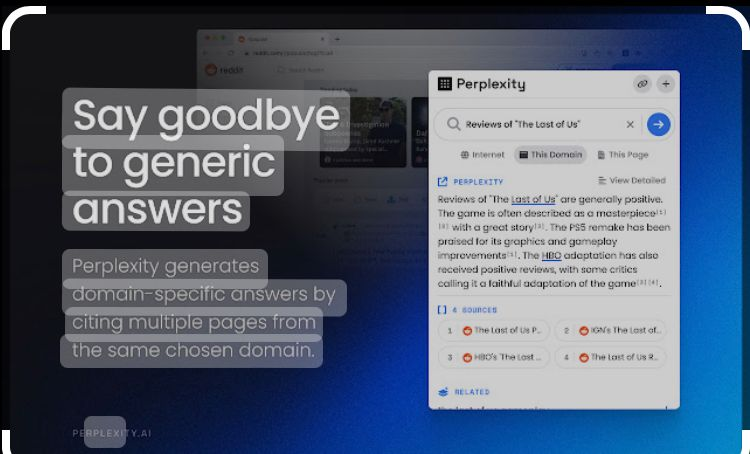 reddit
Say goodbye
to generic
answers
Perplexity generates
domain-specific answers by
citing multiple pages from
the same chosen domain.
PERPLEXITY.AI
Perplexity
Reviews of "The Last of Us"
Internet
This Domain
This Page
PERPLEXITY
View Detailed
Reviews of "The Last of Us" are generally positive.
The game is often described as a masterpiece[1]
[2] with a great story[3]. The PS5 remake has been
praised for its graphics and gameplay
improvements[1]. The HBO adaptation has also
received positive reviews, with some critics
calling it a faithful adaptation of the game[3][4].
4 SOURCES
1 The Last of Us P...
2 IGN's The Last of...
3 HBO's 'The Last ...
4 The Last of Us R...
RELATED